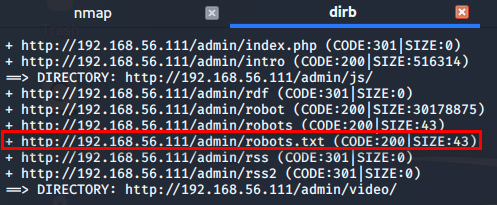 nmap
dirb
+ http://192.168.56.111/admin/index.php (CODE:301|SIZE:0)
+ http://192.168.56.111/admin/intro (CODE:200|SIZE:516314)
==> DIRECTORY: http://192.168.56.111/admin/js/
+ http://192.168.56.111/admin/rdf (CODE:301|SIZE:0)
+ http://192.168.56.111/admin/robot (CODE:200|SIZE:30178875)
+ http://192.168.56.111/admin/robots (CODE:200|SIZE:43)
+ http://192.168.56.111/admin/robots.txt (CODE:200|SIZE:43)
+ http://192.168.56.111/admin/rss (CODE:301|SIZE:0)
+ http://192.168.56.111/admin/rss2 (CODE:301|SIZE:0)
==> DIRECTORY: http://192.168.56.111/admin/video/